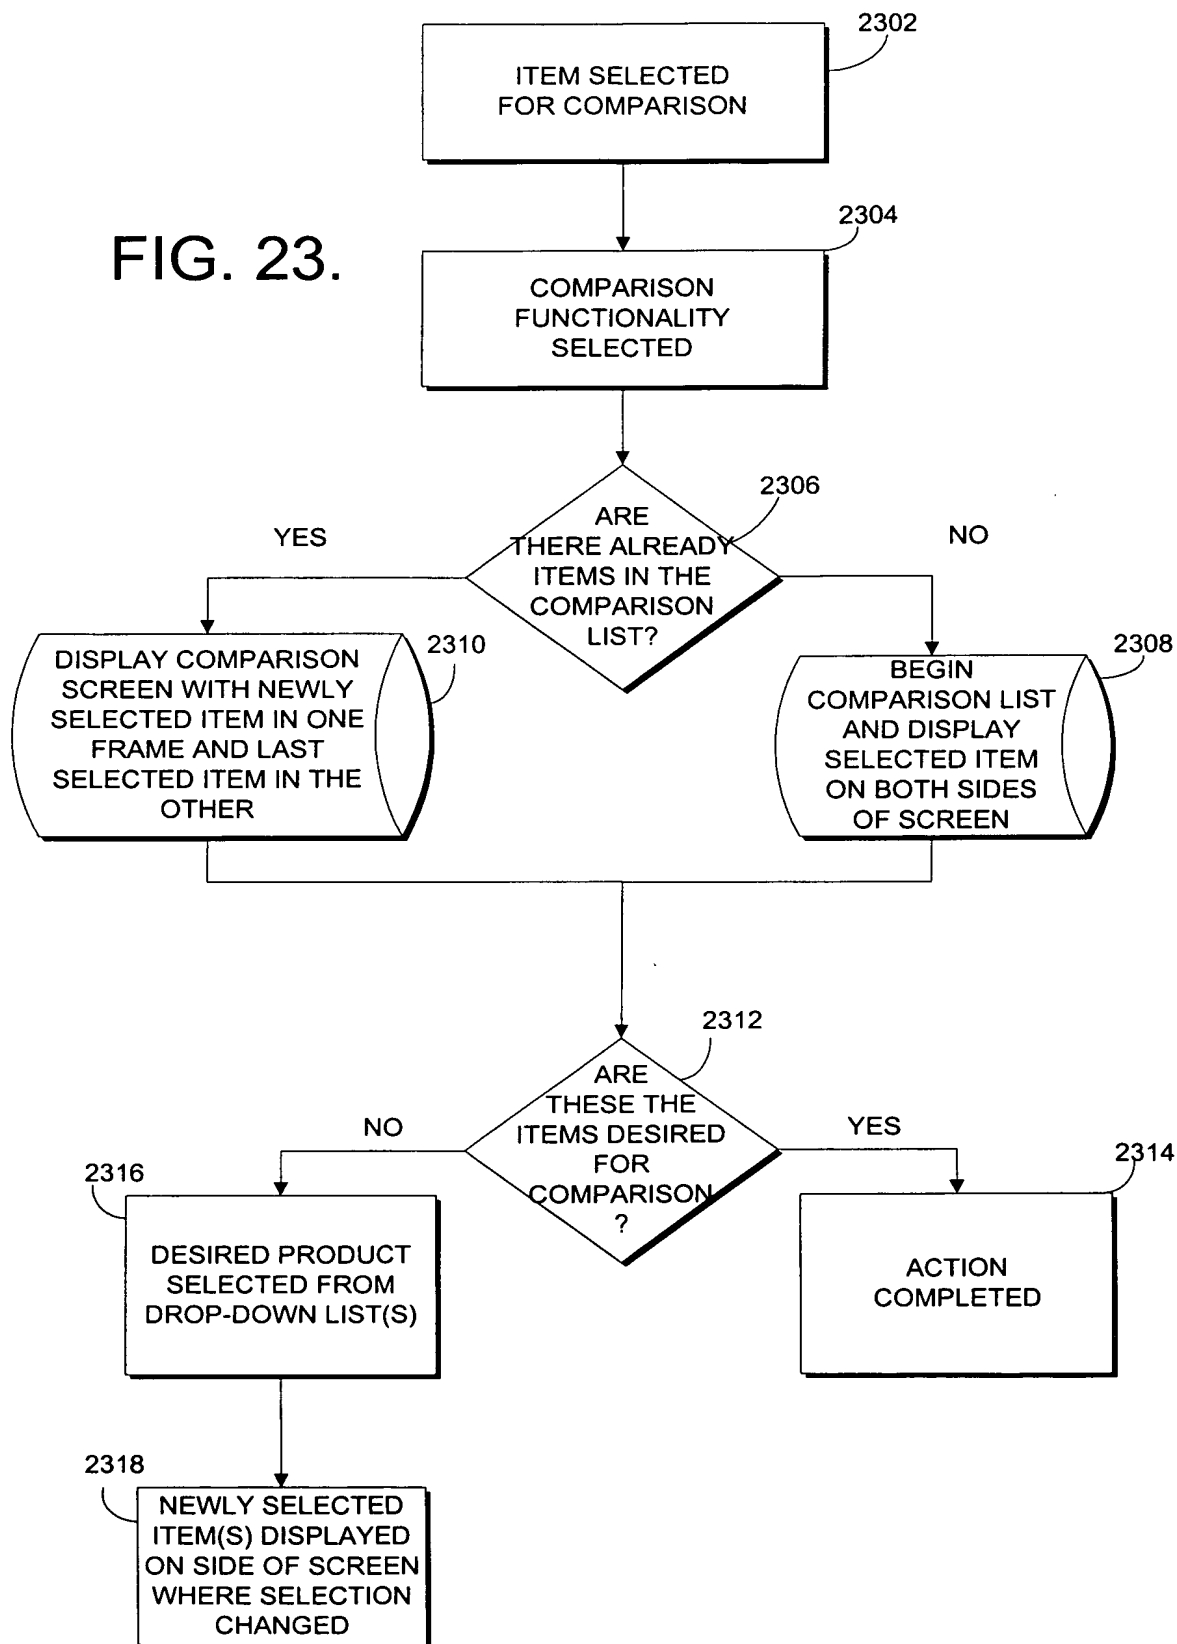 2302
ITEM SELECTED
FOR COMPARISON
FIG. 23.
2304
COMPARISON
FUNCTIONALITY
SELECTED
2306
ARE
THERE ALREADY
ITEMS IN THE
COMPARISON
LIST?
YES
NO
2310
DISPLAY COMPARISON
SCREEN WITH NEWLY
SELECTED ITEM IN ONE
FRAME AND LAST
SELECTED ITEM IN THE
OTHER
2308
BEGIN
COMPARISON LIST
AND DISPLAY
SELECTED ITEM
ON BOTH SIDES
OF SCREEN
2312
ARE
THESE THE
ITEMS DESIRED
FOR
COMPARISON
?
NO
YES
2316
DESIRED PRODUCT
SELECTED FROM
DROP-DOWN LIST(S)
2314
ACTION
COMPLETED
2318
NEWLY SELECTED
ITEM(S) DISPLAYED
ON SIDE OF SCREEN
WHERE SELECTION
CHANGED